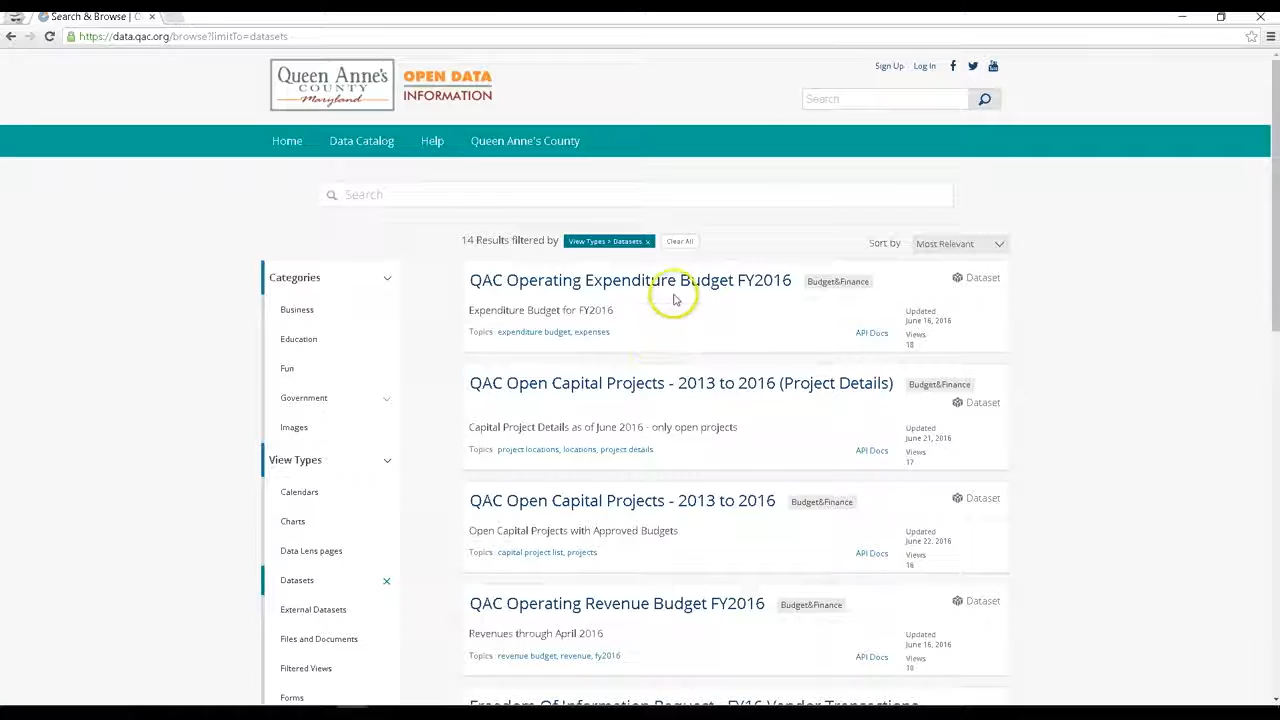 Search & Browse | C
https://data.qac.org/browse?limitTo=datasets
Sign Up Log In
Queen Anne's
COUNTY
Maryland
OPEN DATA
INFORMATION
Search
Home Data Catalog Help Queen Anne's County
Search
14 Results filtered by View Types > Datasets x Clear All
Sort by Most Relevant
Categories
Business
Education
Fun
Government
Images
View Types
Calendars
Charts
Data Lens pages
Datasets
External Datasets
Files and Documents
Filtered Views
Forms
QAC Operating Expenditure Budget FY2016 Budget&Finance
Dataset
Expenditure Budget for FY2016
Topics expenditure budget, expenses
API Docs
Updated
June 16, 2016
Views
18
QAC Open Capital Projects - 2013 to 2016 (Project Details) Budget&Finance
Dataset
Capital Project Details as of June 2016 - only open projects
Topics project locations, locations, project details
API Docs
Updated
June 21, 2016
Views
17
QAC Open Capital Projects - 2013 to 2016 Budget&Finance
Dataset
Open Capital Projects with Approved Budgets
Topics capital project list, projects
API Docs
Updated
June 22, 2016
Views
16
QAC Operating Revenue Budget FY2016 Budget&Finance
Dataset
Revenues through April 2016
Topics revenue budget, revenue, fy2016
API Docs
Updated
June 16, 2016
Views
10
Freedom Of Information Request - FY16 Vendor Transactions